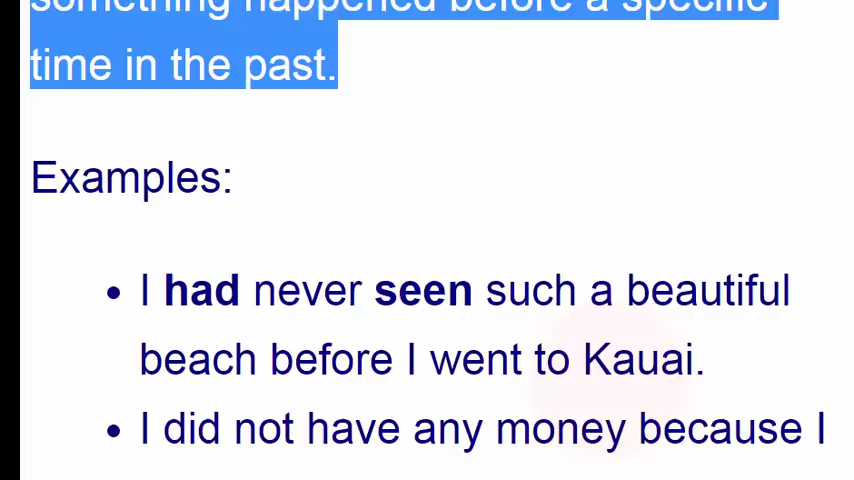 something happened before a specific
time in the past.
Examples:
• I had never seen such a beautiful
beach before I went to Kauai.
• I did not have any money because I